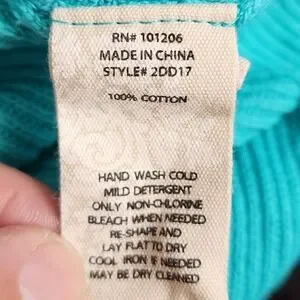 RN# 101206
MADE IN CHINA
STYLE# 2DD17
100% COTTON
HAND WASH COLD
MILD DETERGENT
ONLY NON-CHLORINE
BLEACH WHEN NEEDED
RE-SHAPE AND
LAY FLAT TO DRY
COOL IRON IF NEEDED
MAY BE DRY CLEANED